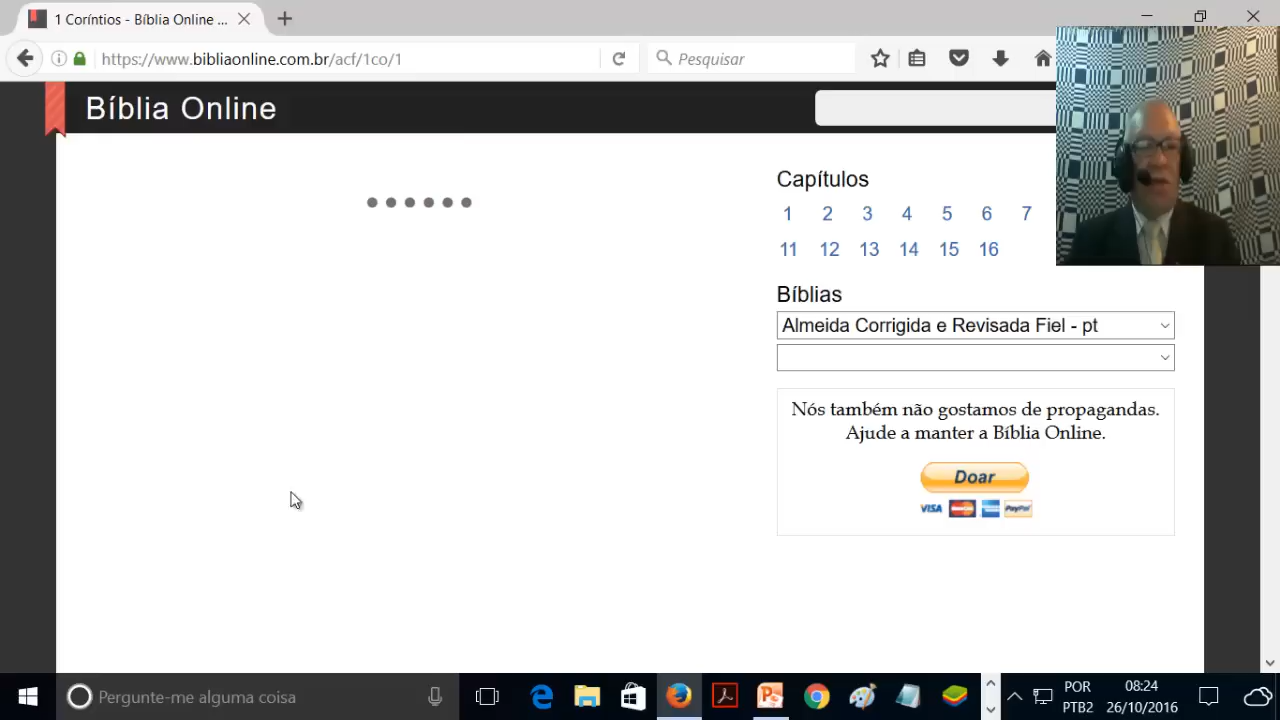 1 Coríntios - Bíblia Online ...
https://www.bibliaonline.com.br/acf/1co/1
Pesquisar
Bíblia Online
Capítulos
1 2 3 4 5 6 7
11 12 13 14 15 16
Bíblias
Almeida Corrigida e Revisada Fiel - pt
Nós também não gostamos de propagandas.
Ajude a manter a Bíblia Online.
Doar
VISA MasterCard PayPal
Pergunte-me alguma coisa
POR
PTB2
08:24
26/10/2016